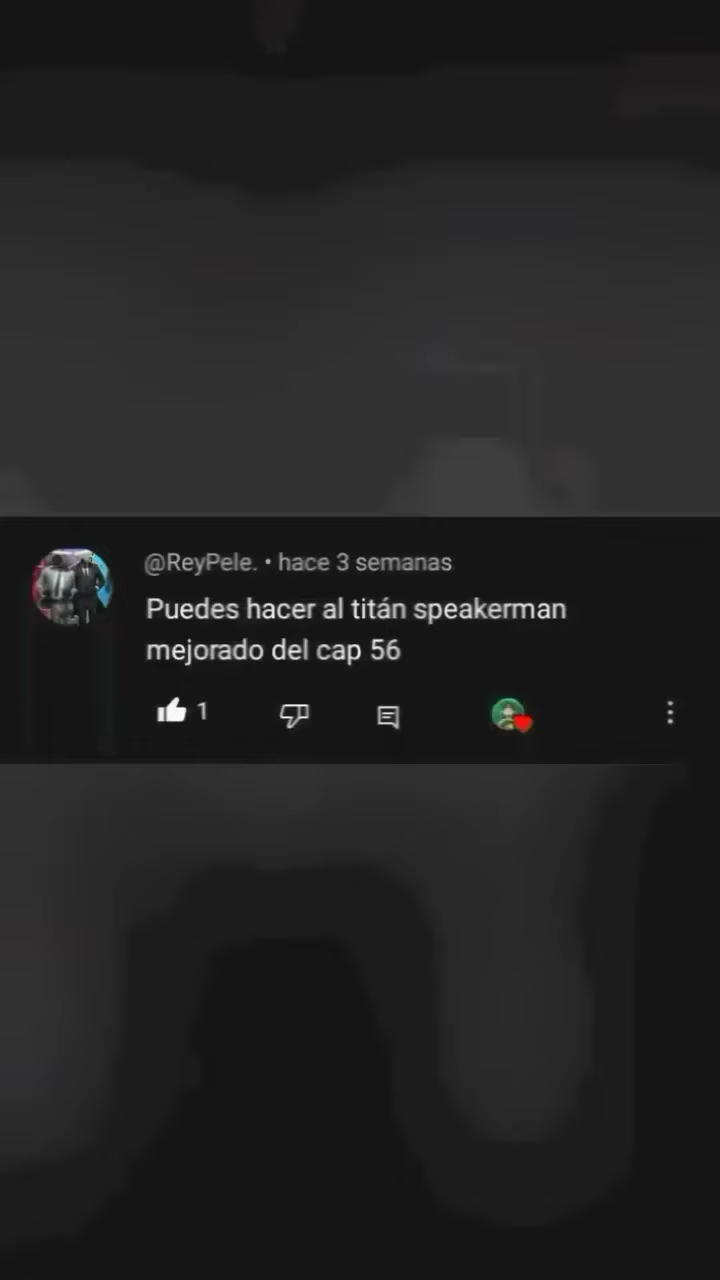 @ReyPele. • hace 3 semanas
Puedes hacer al titán speakerman
mejorado del cap 56
1